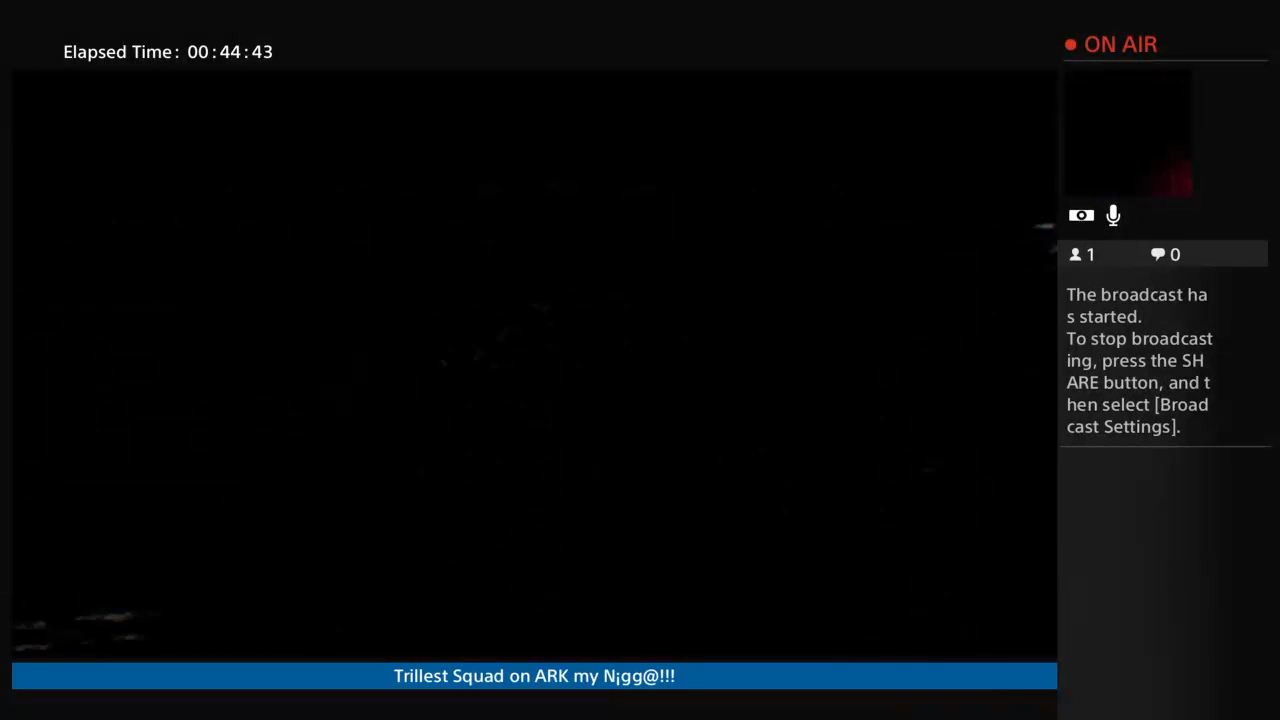 Elapsed Time: 00:44:43
ON AIR
1
0
The broadcast ha
s started.
To stop broadcast
ing, press the SH
ARE button, and t
hen select [Broad
cast Settings].
Trillest Squad on ARK my N¡gg@!!!